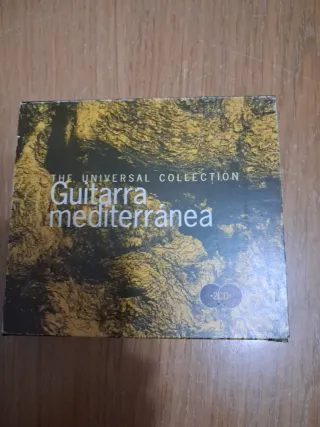 THE UNIVERSAL COLLECTION
Guitarra
mediterránea
2CD